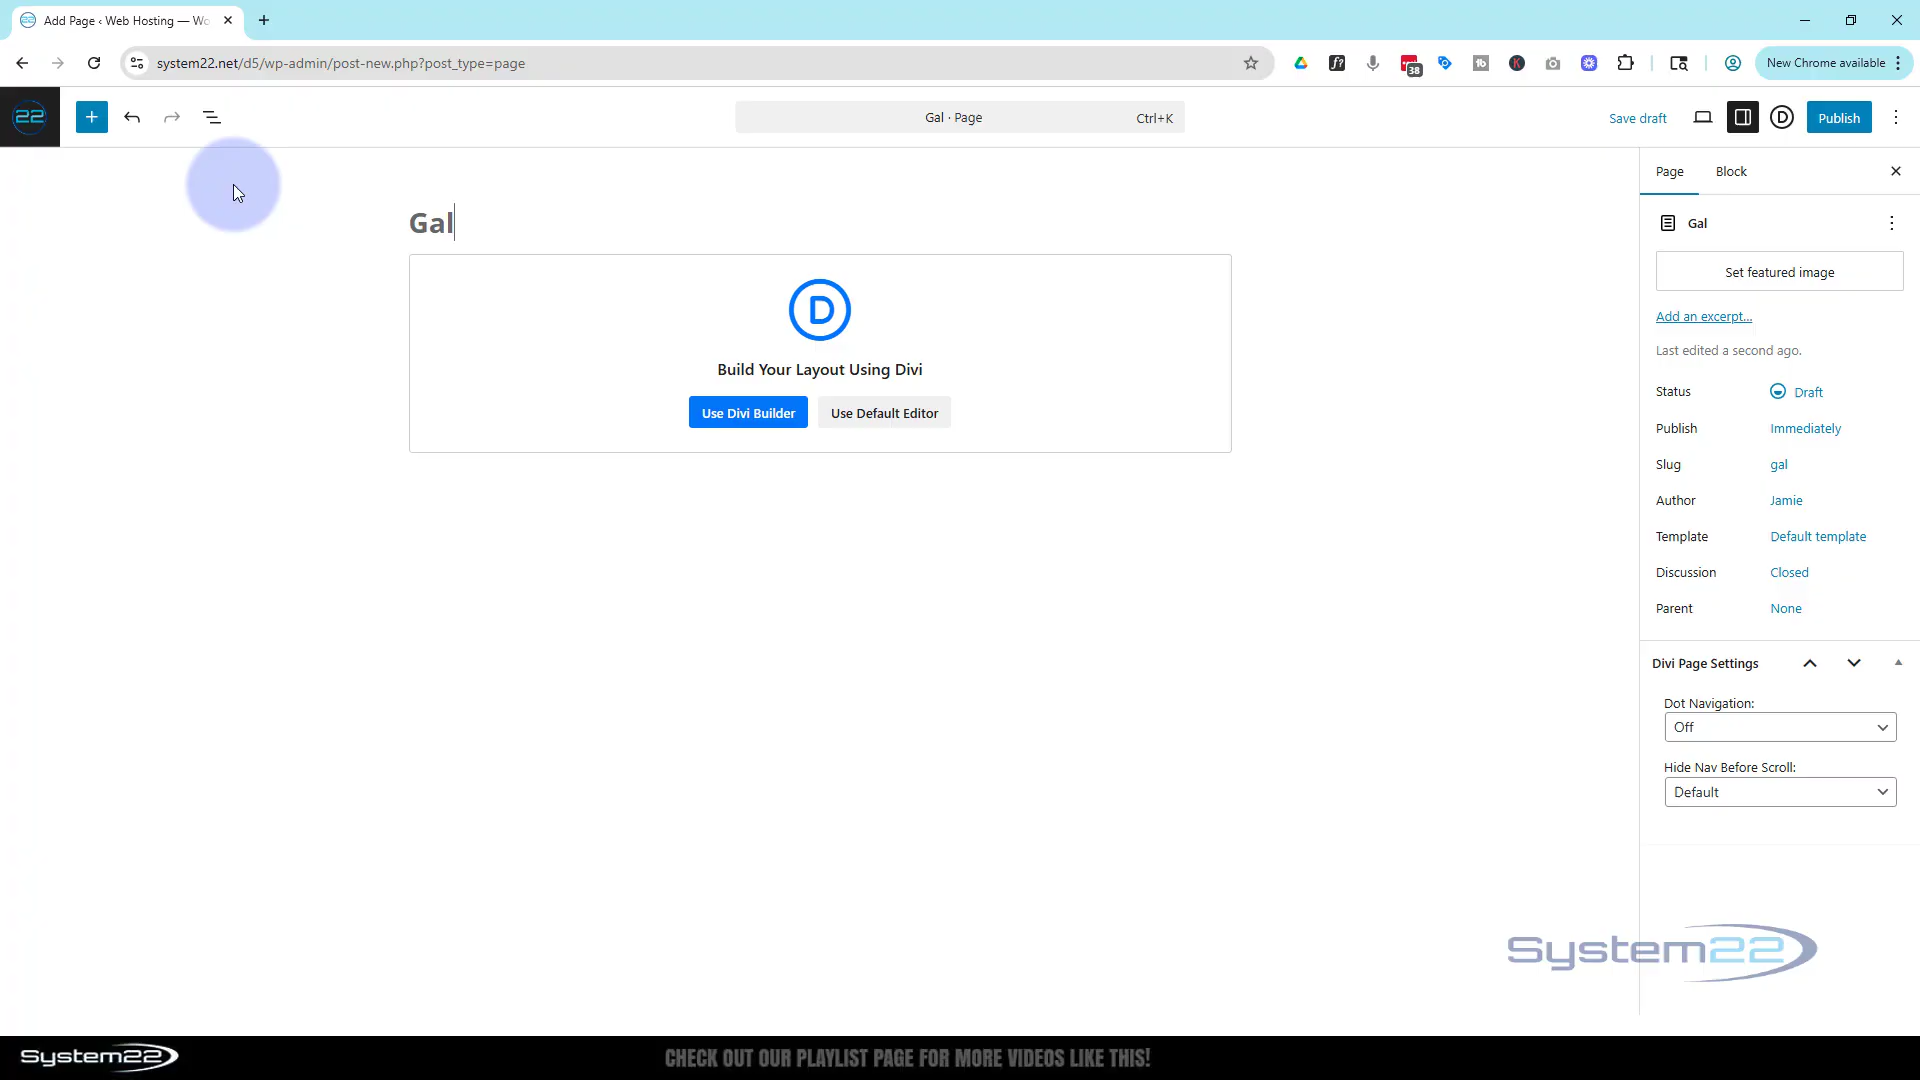 Add Page ‹ Web Hosting — Wo
system22.net/d5/wp-admin/post-new.php?post_type=page
38
New Chrome available
22
Gal · Page
Ctrl+K
Save draft
D
Publish
Page
Block
Gal
Gal
Set featured image
D
Add an excerpt...
Last edited a second ago.
Build Your Layout Using Divi
Status
Draft
Use Divi Builder
Use Default Editor
Publish
Immediately
Slug
gal
Author
Jamie
Template
Default template
Discussion
Closed
Parent
None
Divi Page Settings
Dot Navigation:
Off
Hide Nav Before Scroll:
Default
System22
System22
CHECK OUT OUR PLAYLIST PAGE FOR MORE VIDEOS LIKE THIS!